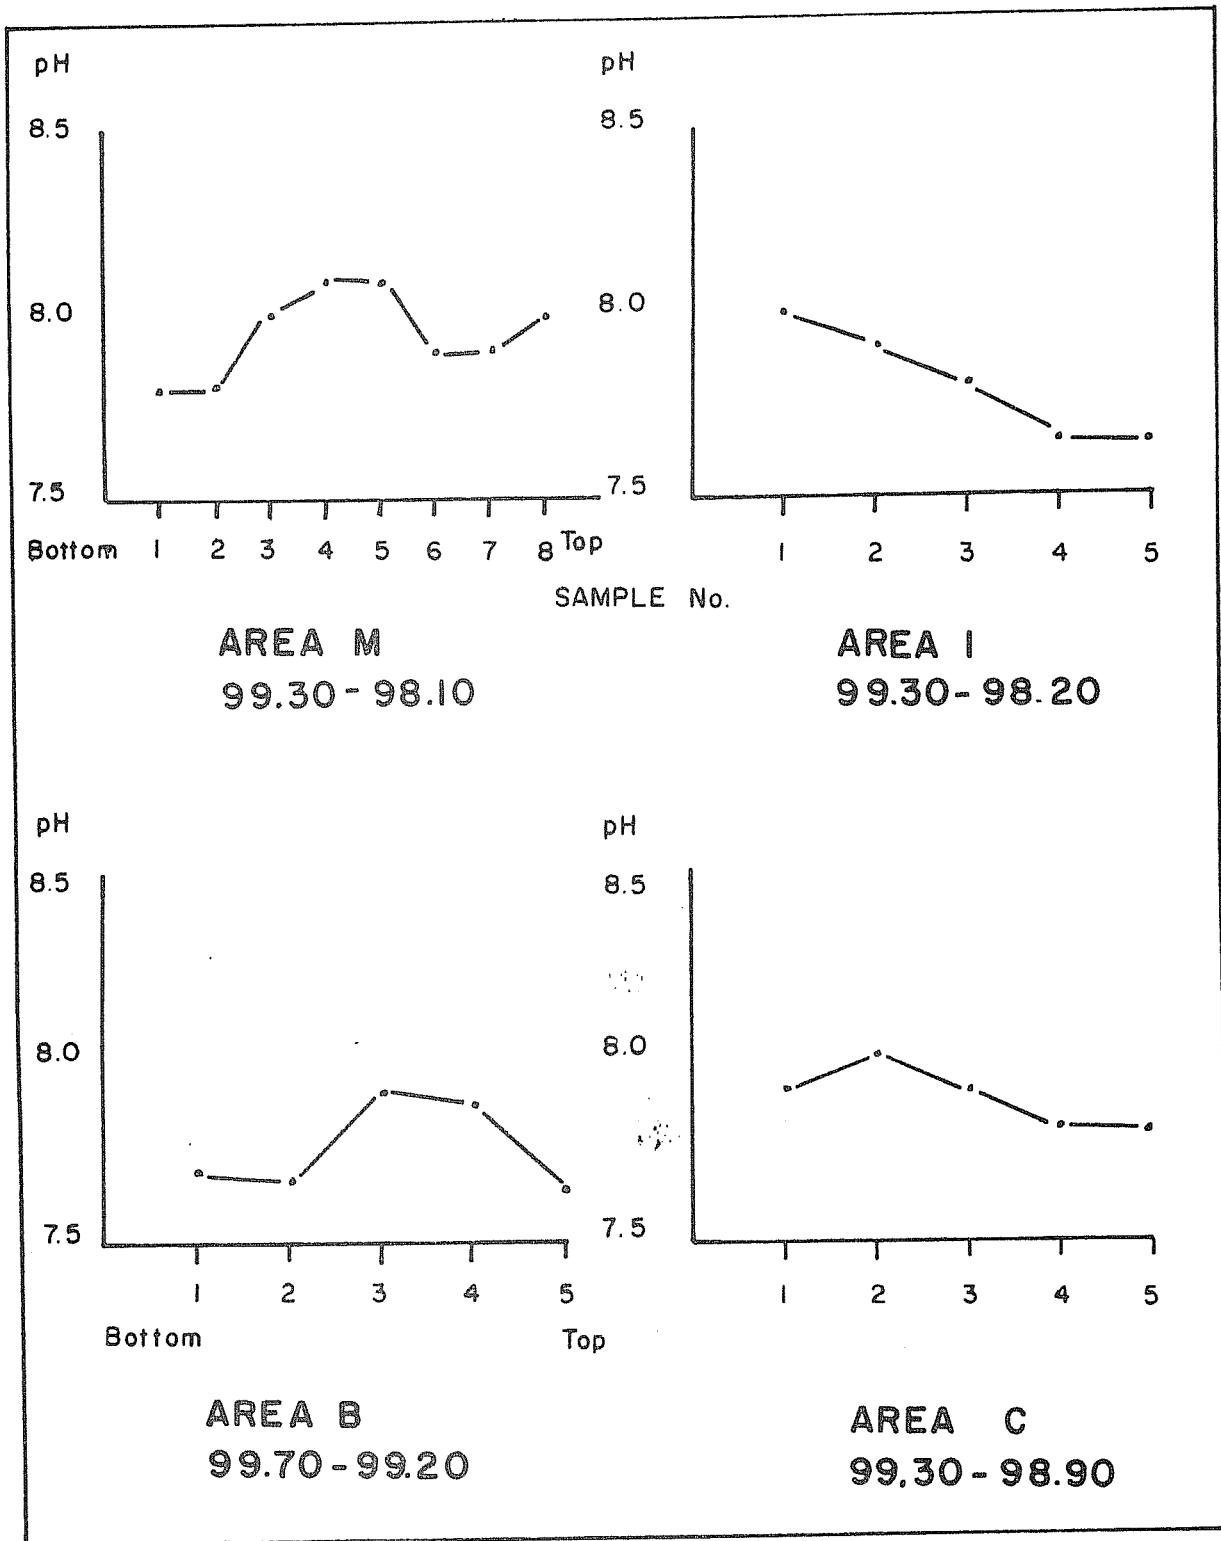 pH
8.5
8.0
7.5
Bottom 1 2 3 4 5 6 7 8 Top
pH
8.5
8.0
7.5
1 2 3 4 5
SAMPLE No.
AREA M
99.30-98.10
AREA I
99.30-98.20
pH
8.5
8.0
7.5
1 2 3 4 5
Bottom Top
AREA B
99.70-99.20
pH
8.5
8.0
7.5
1 2 3 4 5
AREA C
99.30-98.90